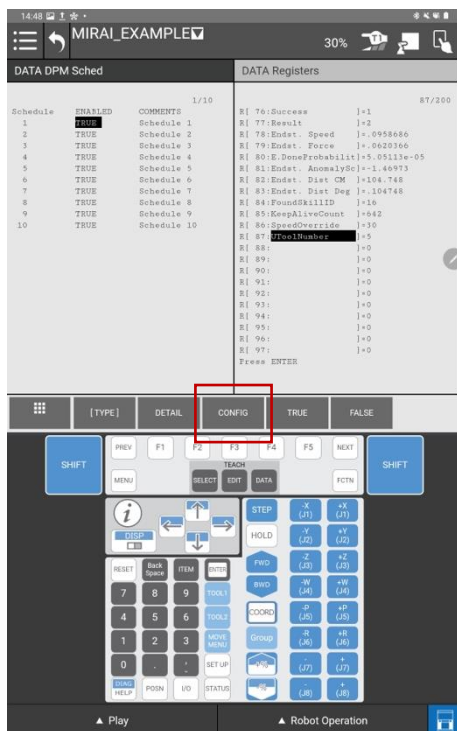 14:48
MIRAI_EXAMPLE
30%
T1
DATA DPM Sched
1/10
Schedule ENABLED COMMENTS
1 TRUE Schedule 1
2 TRUE Schedule 2
3 TRUE Schedule 3
4 TRUE Schedule 4
5 TRUE Schedule 5
6 TRUE Schedule 6
7 TRUE Schedule 7
8 TRUE Schedule 8
9 TRUE Schedule 9
10 TRUE Schedule 10
DATA Registers
87/200
R[ 76:Success ]=1
R[ 77:Result ]=2
R[ 78:Endst. Speed ]=.0958686
R[ 79:Endst. Force ]=.0620366
R[ 80:E.DoneProbabilit]=5.05113e-05
R[ 81:Endst. AnomalySc]=-1.46973
R[ 82:Endst. Dist CM ]=104.748
R[ 83:Endst. Dist Deg ]=.104748
R[ 84:FoundSkillID ]=16
R[ 85:KeepAliveCount ]=642
R[ 86:SpeedOverride ]=30
R[ 87:UToolNumber ]=5
R[ 88: ]=0
R[ 89: ]=0
R[ 90: ]=0
R[ 91: ]=0
R[ 92: ]=0
R[ 93: ]=0
R[ 94: ]=0
R[ 95: ]=0
R[ 96: ]=0
R[ 97: ]=0
Press ENTER
[TYPE] DETAIL CONFIG TRUE FALSE
SHIFT
PREV F1 F2 F3 F4 F5 NEXT
TEACH
MENU SELECT EDIT DATA FCTN
SHIFT
i
DISP
RESET Back Space ITEM ENTER
7 8 9 TOOL1
4 5 6 TOOL2
1 2 3 MOVE MENU
0 . , - SET UP
DIAG HELP POSN I/O STATUS
STEP -X (J1) +X (J1)
HOLD -Y (J2) +Y (J2)
FWD -Z (J3) +Z (J3)
BWD -W (J4) +W (J4)
COORD -P (J5) +P (J5)
Group -R (J6) +R (J6)
+% - (J7) + (J7)
-% - (J8) + (J8)
▲ Play
▲ Robot Operation